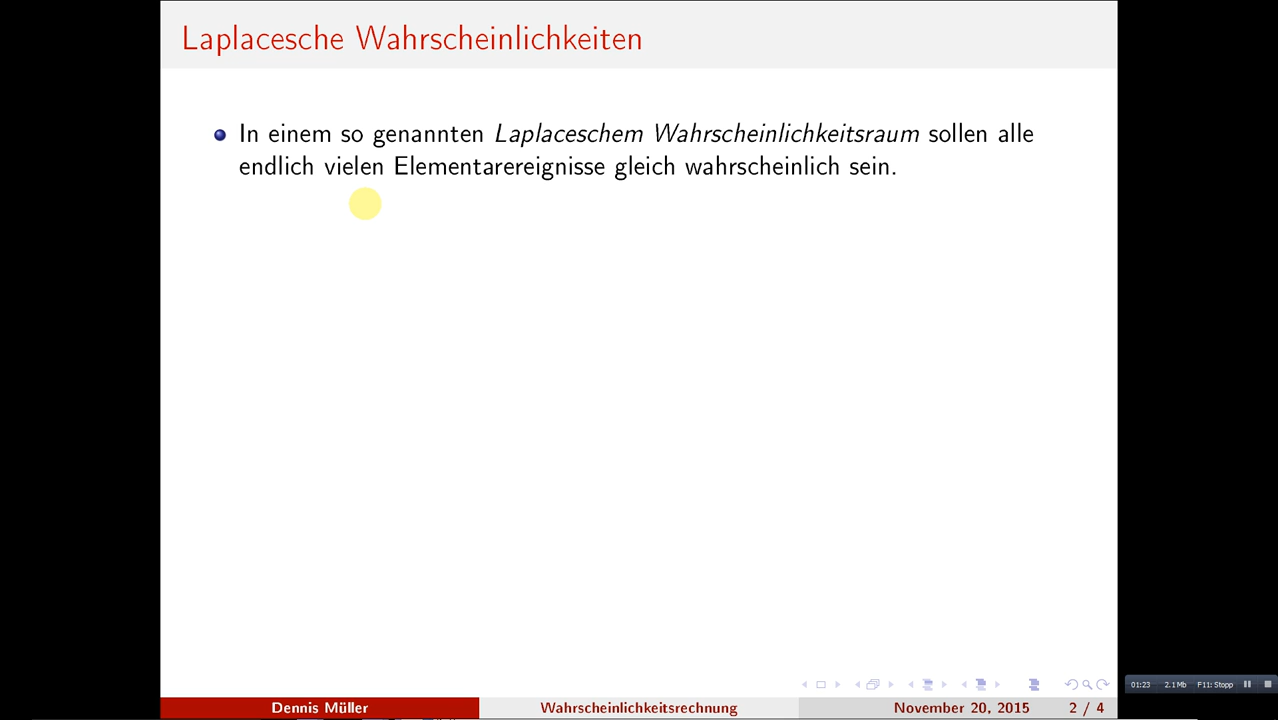 Laplacesche Wahrscheinlichkeiten
In einem so genannten Laplaceschem Wahrscheinlichkeitsraum sollen alle
endlich vielen Elementarereignisse gleich wahrscheinlich sein.
01:23 2.1 Mb F11: Stopp
Dennis Müller Wahrscheinlichkeitsrechnung November 20, 2015 2 / 4